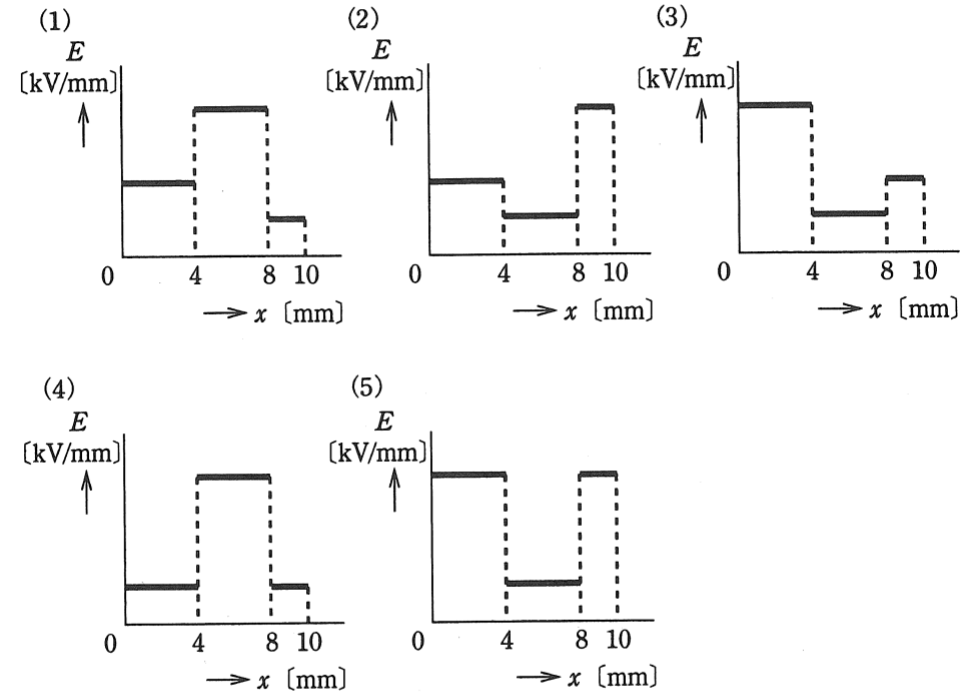 (1)
E
〔kV/mm〕
0 4 8 10
x 〔mm〕
(2)
E
〔kV/mm〕
0 4 8 10
x 〔mm〕
(3)
E
〔kV/mm〕
0 4 8 10
x 〔mm〕
(4)
E
〔kV/mm〕
0 4 8 10
x 〔mm〕
(5)
E
〔kV/mm〕
0 4 8 10
x 〔mm〕